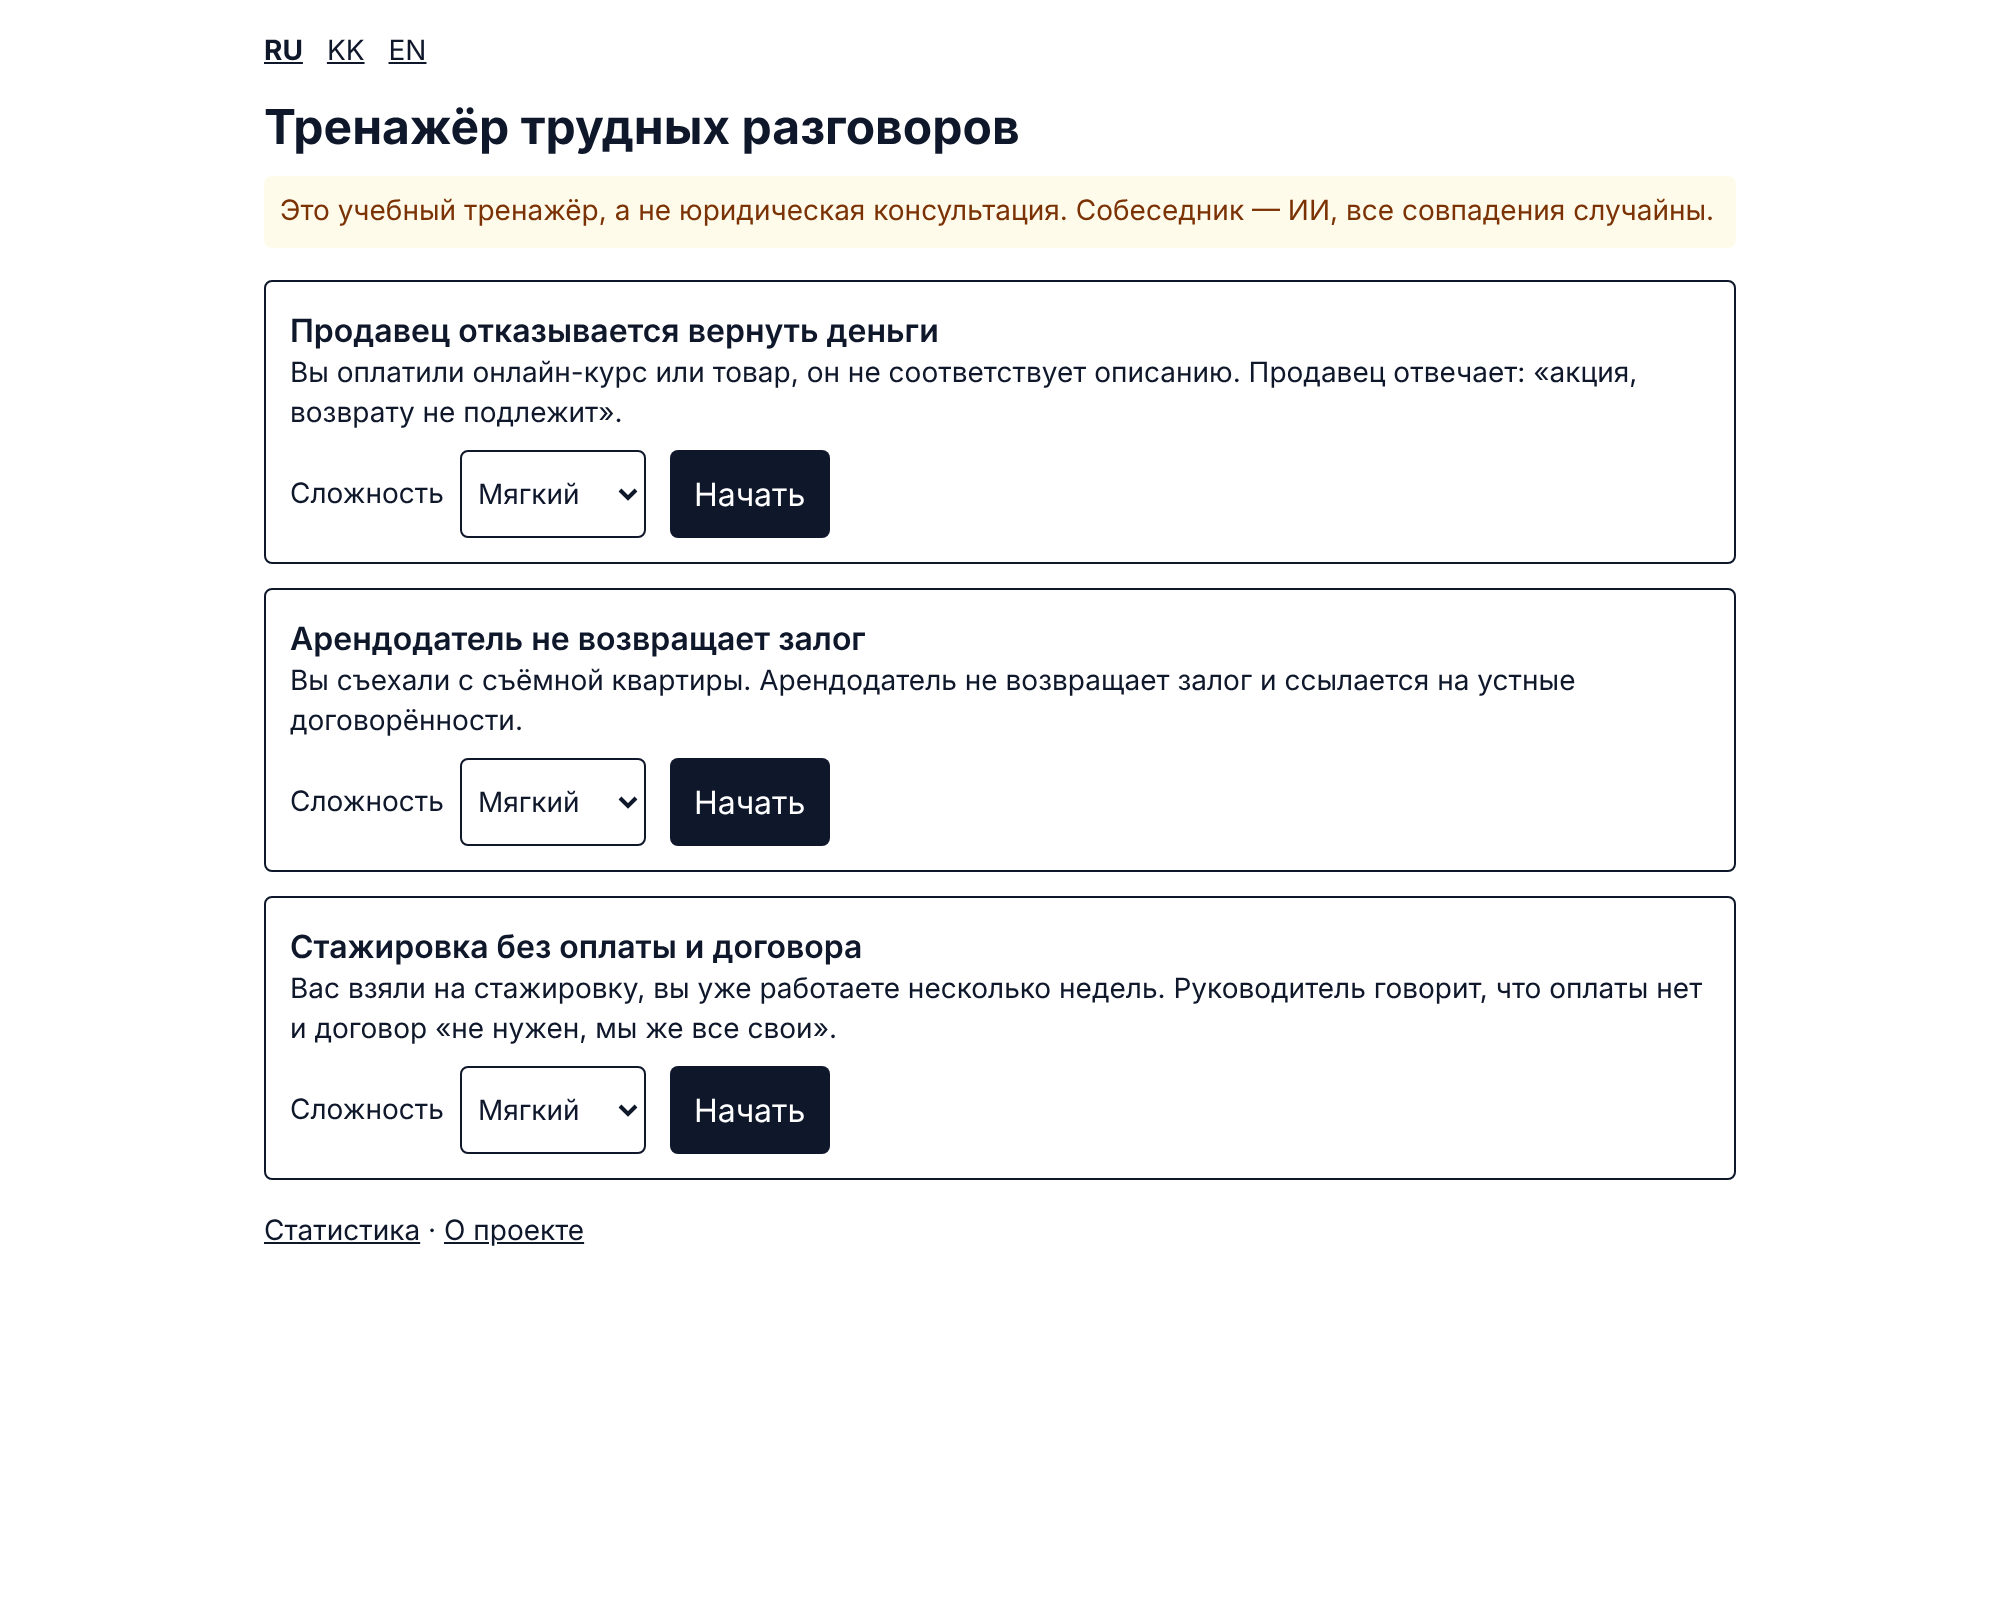 RU KK EN
Тренажёр трудных разговоров
Это учебный тренажёр, а не юридическая консультация. Собеседник — ИИ, все совпадения случайны.
Продавец отказывается вернуть деньги
Вы оплатили онлайн-курс или товар, он не соответствует описанию. Продавец отвечает: «акция,
возврату не подлежит».
Сложность Мягкий Начать
Арендодатель не возвращает залог
Вы съехали с съёмной квартиры. Арендодатель не возвращает залог и ссылается на устные
договорённости.
Сложность Мягкий Начать
Стажировка без оплаты и договора
Вас взяли на стажировку, вы уже работаете несколько недель. Руководитель говорит, что оплаты нет
и договор «не нужен, мы же все свои».
Сложность Мягкий Начать
Статистика · О проекте